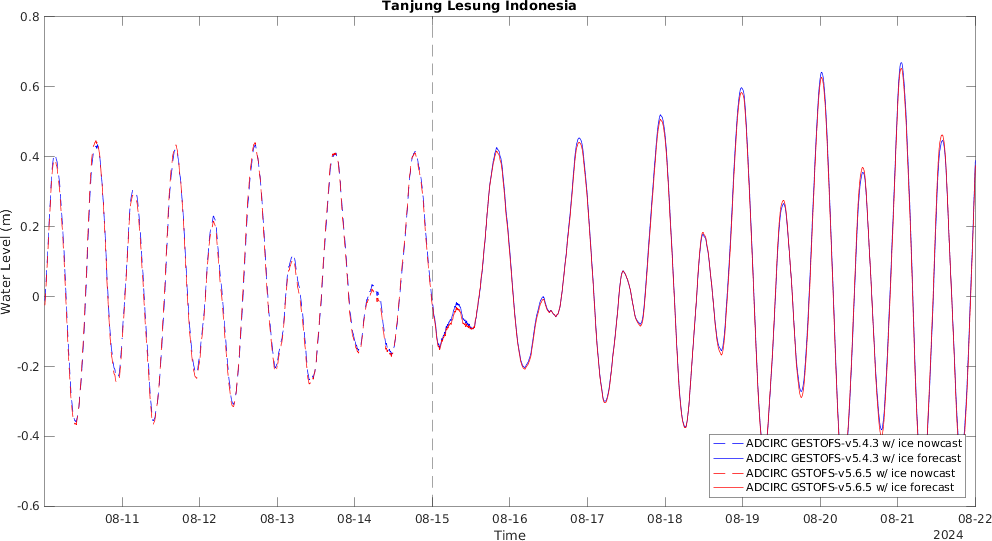 Tanjung Lesung Indonesia
0.8
0.6
0.4
0.2
0
-0.2
-0.4
-0.6
Water Level (m)
08-11 08-12 08-13 08-14 08-15 08-16 08-17 08-18 08-19 08-20 08-21 08-22
Time
2024
ADCIRC GESTOFS-v5.4.3 w/ ice nowcast
ADCIRC GESTOFS-v5.4.3 w/ ice forecast
ADCIRC GSTOFS-v5.6.5 w/ ice nowcast
ADCIRC GSTOFS-v5.6.5 w/ ice forecast